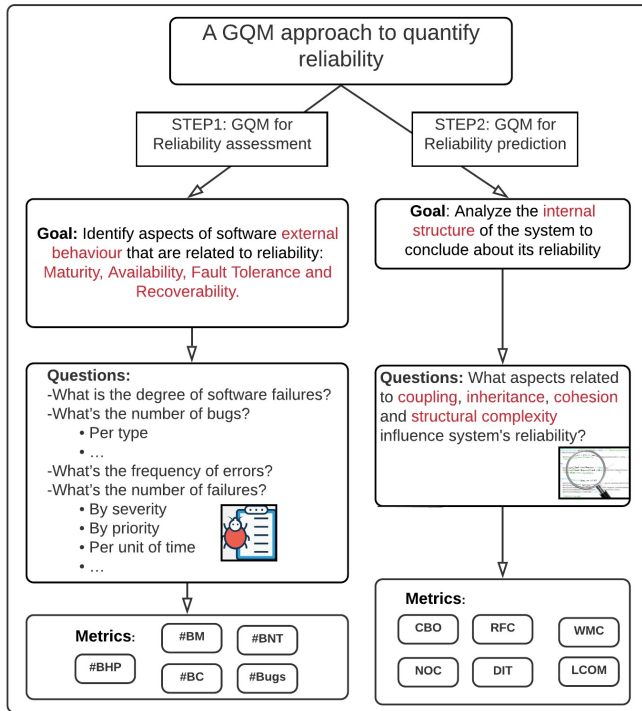 A GQM approach to quantify
reliability
STEP1: GQM for
Reliability assessment
STEP2: GQM for
Reliability prediction
Goal: Identify aspects of software external
behaviour that are related to reliability:
Maturity, Availability, Fault Tolerance and
Recoverability.
Goal: Analyze the internal
structure of the system to
conclude about its reliability
Questions:
-What is the degree of software failures?
-What's the number of bugs?
• Per type
• ...
-What's the frequency of errors?
-What's the number of failures?
• By severity
• By priority
• Per unit of time
• ...
Questions: What aspects related
to coupling, inheritance, cohesion
and structural complexity
influence system's reliability?
Metrics:
#BHP
#BM
#BNT
#BC
#Bugs
Metrics:
CBO
RFC
WMC
NOC
DIT
LCOM